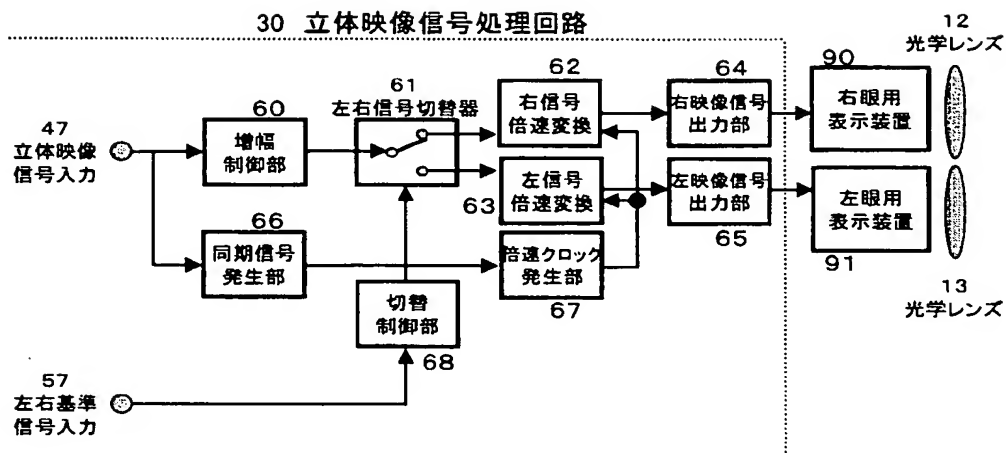 30 立体映像信号処理回路
12
光学レンズ
90
右眼用
表示装置
62
右信号
倍速変換
64
右映像信号
出力部
61
左右信号切替器
60
増幅
制御部
47
立体映像
信号入力
63
左信号
倍速変換
左映像信号
出力部
65
左眼用
表示装置
91
66
同期信号
発生部
倍速クロック
発生部
67
切替
制御部
68
13
光学レンズ
57
左右基準
信号入力